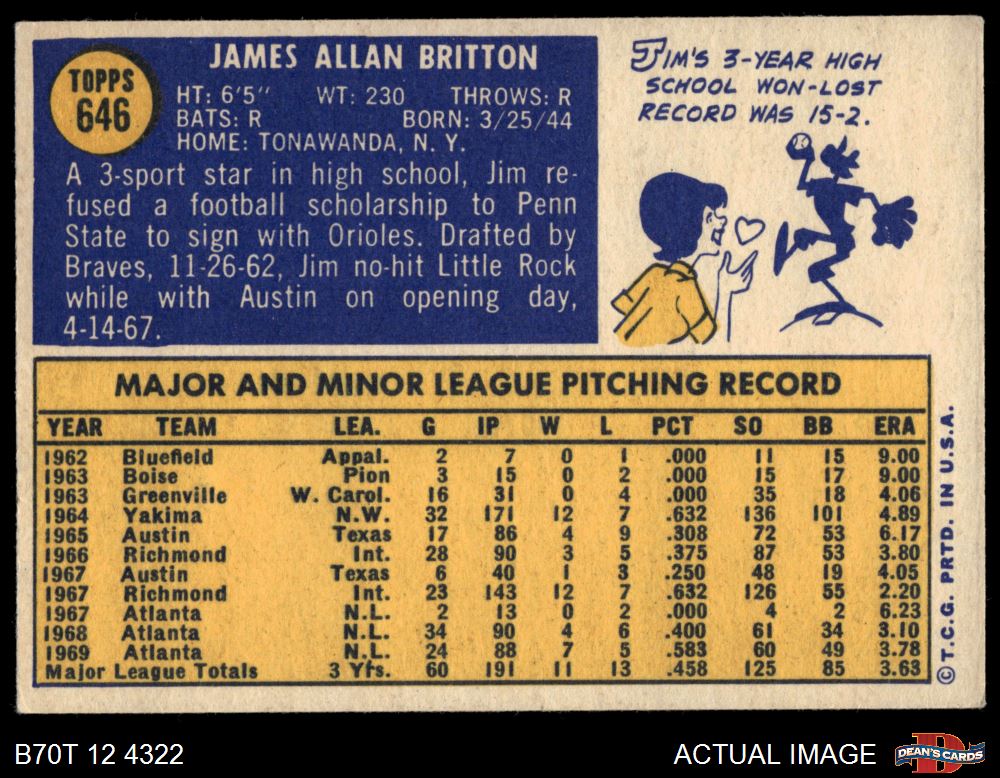 TOPPS
646
JAMES ALLAN BRITTON
HT: 6'5" WT: 230 THROWS: R
BATS: R BORN: 3/25/44
HOME: TONAWANDA, N. Y.
A 3-sport star in high school, Jim re-
fused a football scholarship to Penn
State to sign with Orioles. Drafted by
Braves, 11-26-62, Jim no-hit Little Rock
while with Austin on opening day,
4-14-67.
JIM'S 3-YEAR HIGH
SCHOOL WON-LOST
RECORD WAS 15-2.
MAJOR AND MINOR LEAGUE PITCHING RECORD
YEAR TEAM LEA. G IP W L PCT SO BB ERA
1962 Bluefield Appal. 2 7 0 1 .000 11 15 9.00
1963 Boise Pion 3 15 0 2 .000 15 17 9.00
1963 Greenville W. Carol. 16 31 0 4 .000 35 18 4.06
1964 Yakima N.W. 32 171 12 7 .632 136 101 4.89
1965 Austin Texas 17 86 4 9 .308 72 53 6.17
1966 Richmond Int. 28 90 3 5 .375 87 53 3.80
1967 Austin Texas 6 40 1 3 .250 48 19 4.05
1967 Richmond Int. 23 143 12 7 .632 126 55 2.20
1967 Atlanta N.L. 2 13 0 2 .000 4 2 6.23
1968 Atlanta N.L. 34 90 4 6 .400 61 34 3.10
1969 Atlanta N.L. 24 88 7 5 .583 60 49 3.78
Major League Totals 3 Yrs. 60 191 11 13 .458 125 85 3.63
© T.C.G. PRTD. IN U.S.A.
B70T 12 4322
ACTUAL IMAGE
D
DEAN'S CARDS